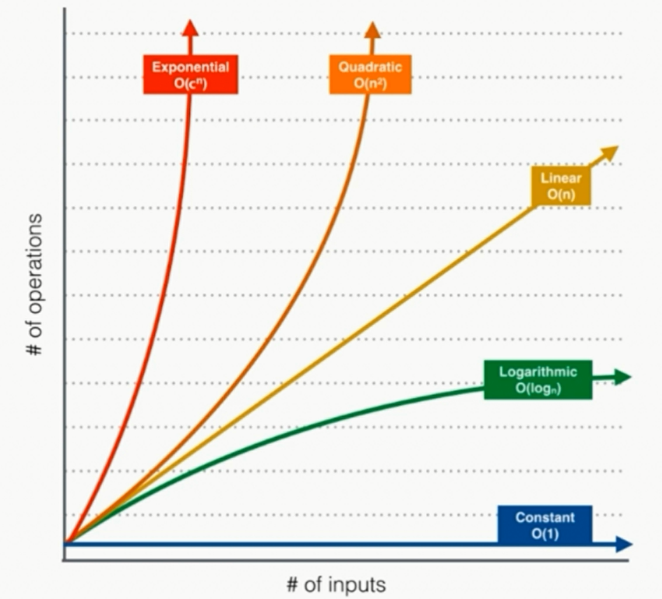 Exponential
O(cⁿ)
Quadratic
O(n²)
Linear
O(n)
Logarithmic
O(logₙ)
Constant
O(1)
# of operations
# of inputs